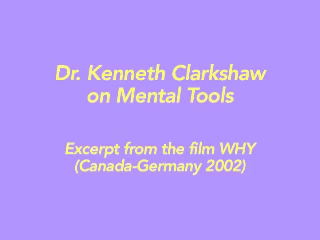 Dr. Kenneth Clarkshaw
on Mental Tools
Excerpt from the film WHY
(Canada-Germany 2002)